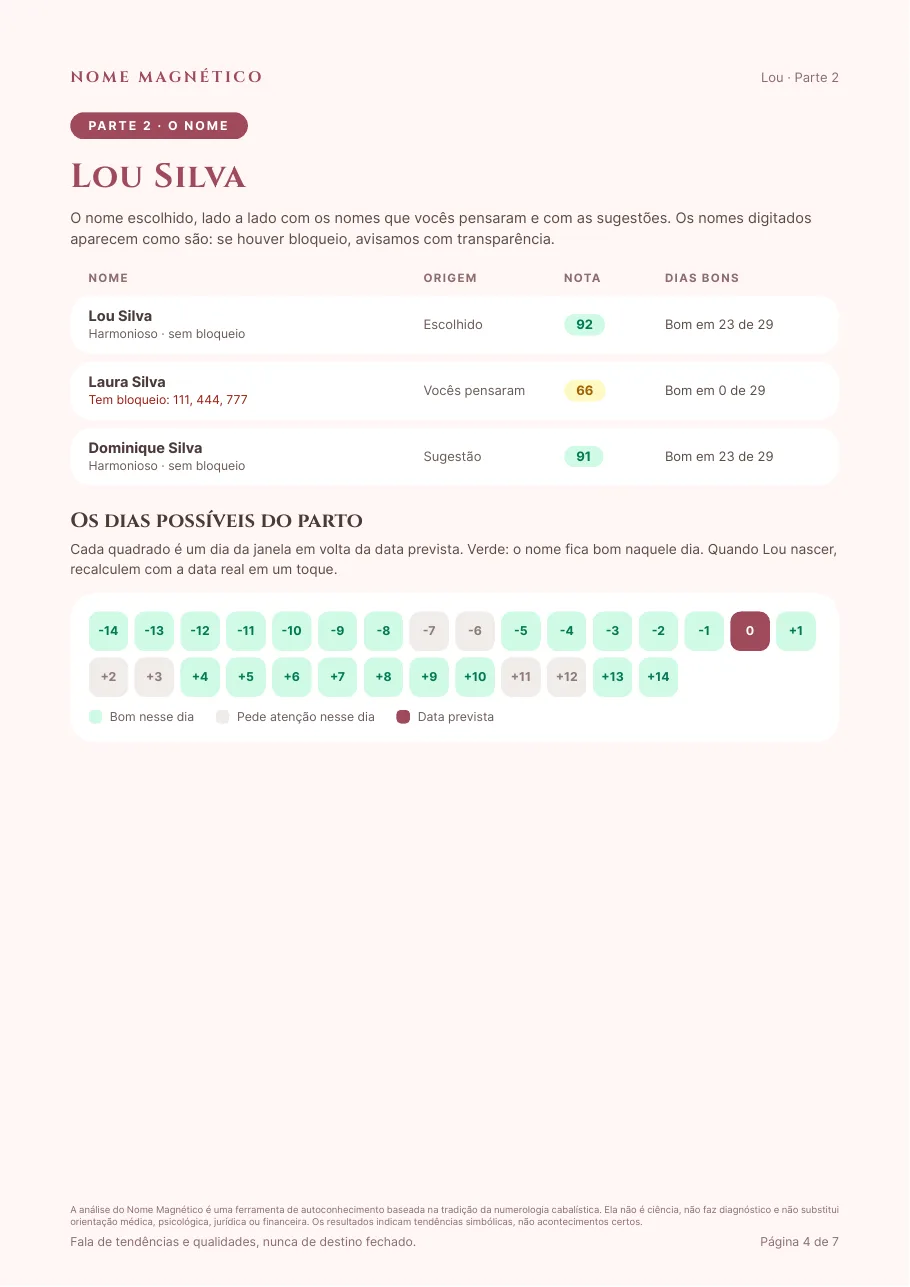 NOME MAGNÉTICO
Lou · Parte 2
PARTE 2 · O NOME
LOU SILVA
O nome escolhido, lado a lado com os nomes que vocês pensaram e com as sugestões. Os nomes digitados
aparecem como são: se houver bloqueio, avisamos com transparência.
NOME ORIGEM NOTA DIAS BONS
Lou Silva
Harmonioso · sem bloqueio
Escolhido 92 Bom em 23 de 29
Laura Silva
Tem bloqueio: 111, 444, 777
Vocês pensaram 66 Bom em 0 de 29
Dominique Silva
Harmonioso · sem bloqueio
Sugestão 91 Bom em 23 de 29
OS DIAS POSSÍVEIS DO PARTO
Cada quadrado é um dia da janela em volta da data prevista. Verde: o nome fica bom naquele dia. Quando Lou nascer,
recalculem com a data real em um toque.
-14 -13 -12 -11 -10 -9 -8 -7 -6 -5 -4 -3 -2 -1 0 +1
+2 +3 +4 +5 +6 +7 +8 +9 +10 +11 +12 +13 +14
Bom nesse dia Pede atenção nesse dia Data prevista
A análise do Nome Magnético é uma ferramenta de autoconhecimento baseada na tradição da numerologia cabalística. Ela não é ciência, não faz diagnóstico e não substitui
orientação médica, psicológica, jurídica ou financeira. Os resultados indicam tendências simbólicas, não acontecimentos certos.
Fala de tendências e qualidades, nunca de destino fechado.
Página 4 de 7